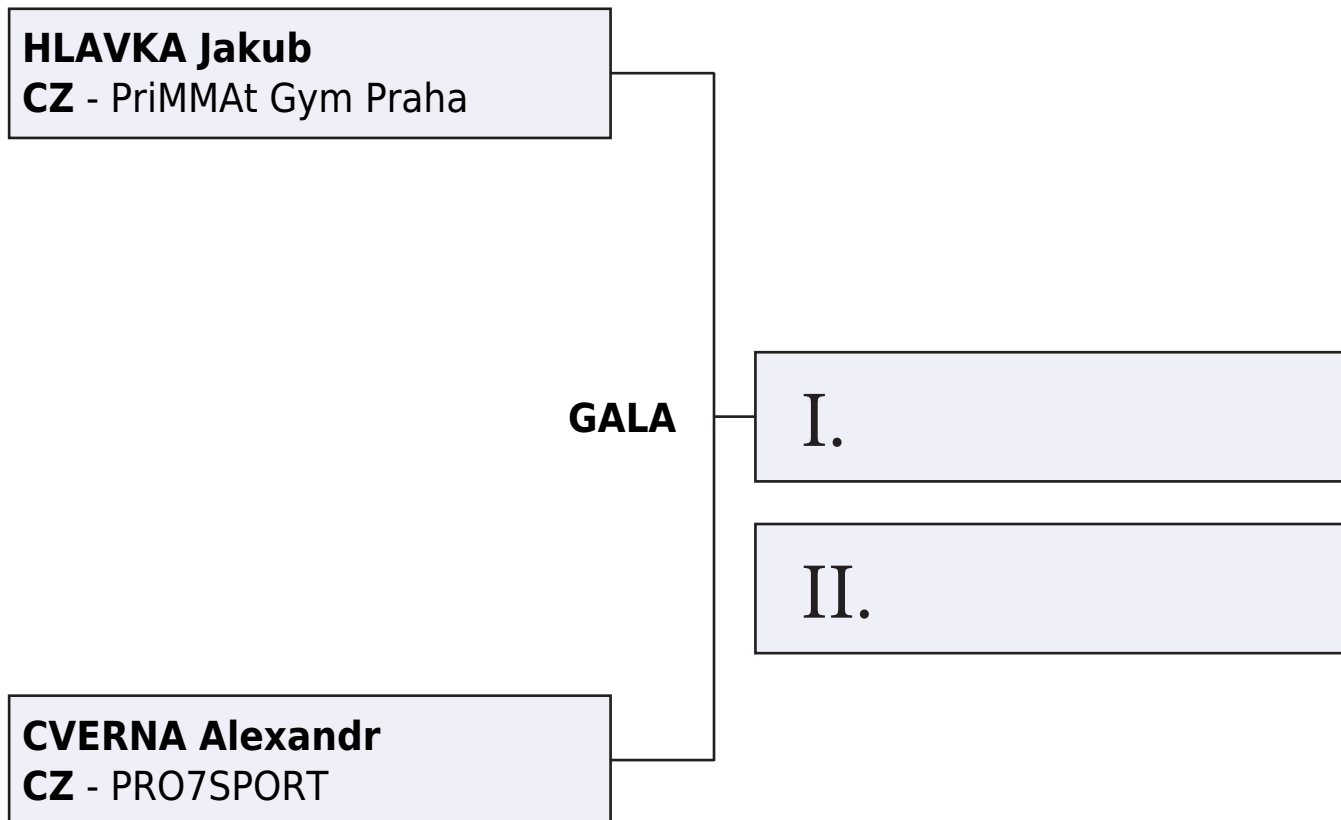 HLAVKA Jakub
CZ - PriMMAt Gym Praha
GALA
I.
II.
CVERNA Alexandr
CZ - PRO7SPORT